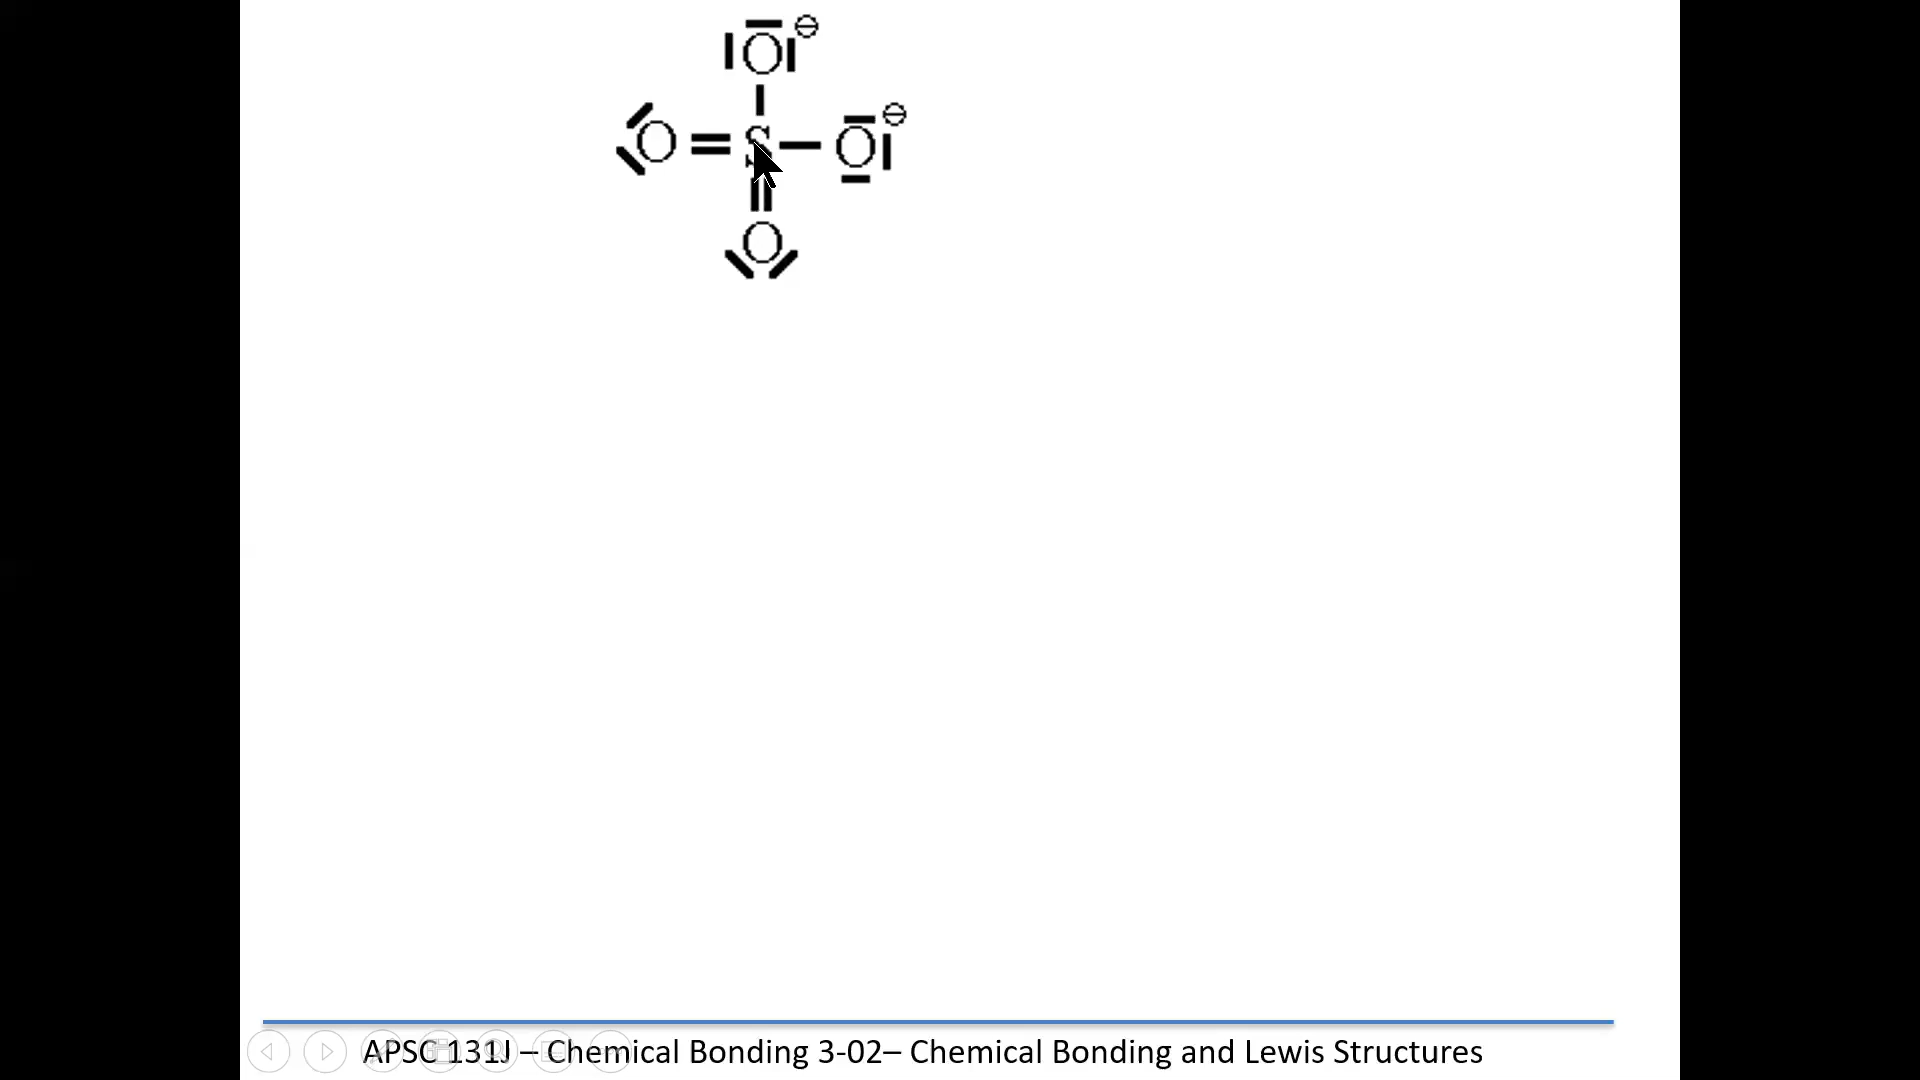 |O|⊖
O = S – O|⊖
O
APSC 131J – Chemical Bonding 3-02– Chemical Bonding and Lewis Structures